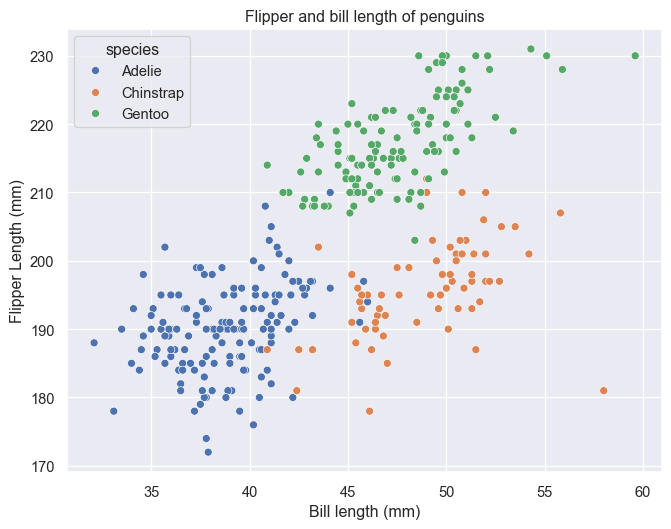 Flipper and bill length of penguins
species
Adelie
Chinstrap
Gentoo
230
220
210
200
190
180
170
Flipper Length (mm)
35 40 45 50 55 60
Bill length (mm)